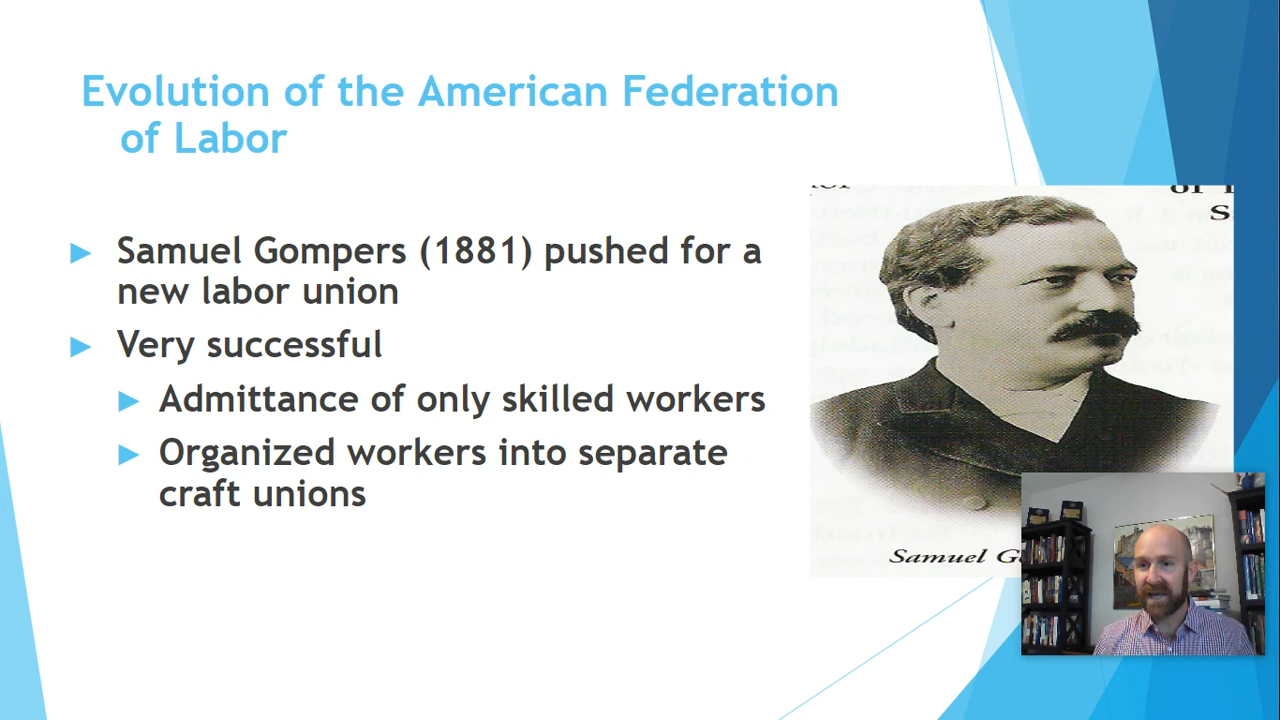 Evolution of the American Federation
of Labor
Samuel Gompers (1881) pushed for a
new labor union
Very successful
Admittance of only skilled workers
Organized workers into separate
craft unions
of
S
Samuel G